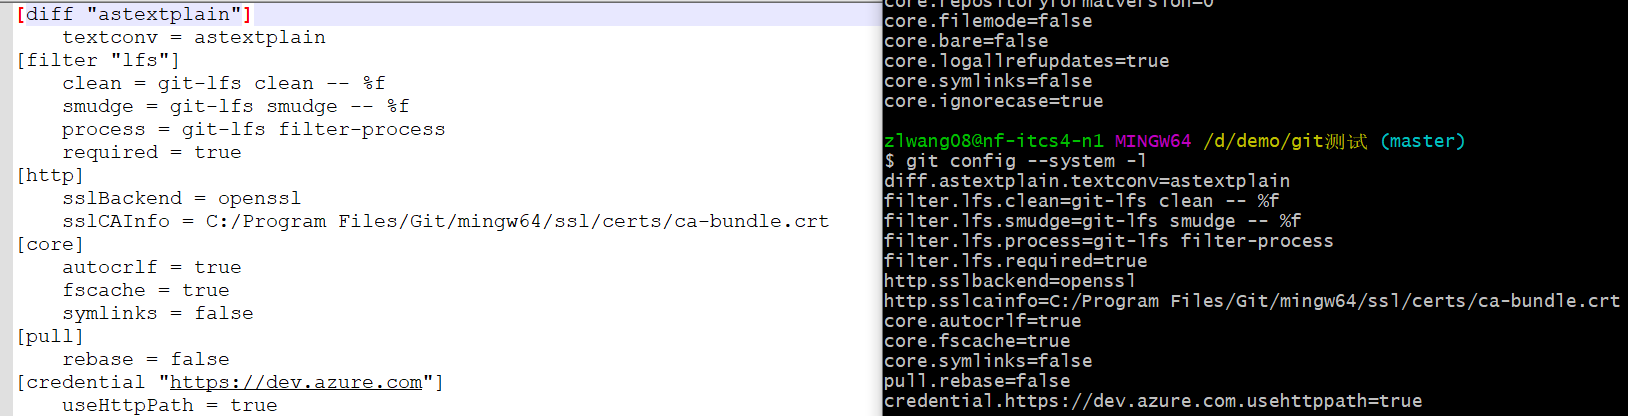 [diff "astextplain"]
textconv = astextplain
[filter "lfs"]
clean = git-lfs clean -- %f
smudge = git-lfs smudge -- %f
process = git-lfs filter-process
required = true
[http]
sslBackend = openssl
sslCAInfo = C:/Program Files/Git/mingw64/ssl/certs/ca-bundle.crt
[core]
autocrlf = true
fscache = true
symlinks = false
[pull]
rebase = false
[credential "https://dev.azure.com"]
useHttpPath = true
core.repositoryformatversion=0
core.filemode=false
core.bare=false
core.logallrefupdates=true
core.symlinks=false
core.ignorecase=true
zlwang08@nf-itcs4-n1 MINGW64 /d/demo/git测试 (master)
$ git config --system -l
diff.astextplain.textconv=astextplain
filter.lfs.clean=git-lfs clean -- %f
filter.lfs.smudge=git-lfs smudge -- %f
filter.lfs.process=git-lfs filter-process
filter.lfs.required=true
http.sslbackend=openssl
http.sslcainfo=C:/Program Files/Git/mingw64/ssl/certs/ca-bundle.crt
core.autocrlf=true
core.fscache=true
core.symlinks=false
pull.rebase=false
credential.https://dev.azure.com.usehttppath=true